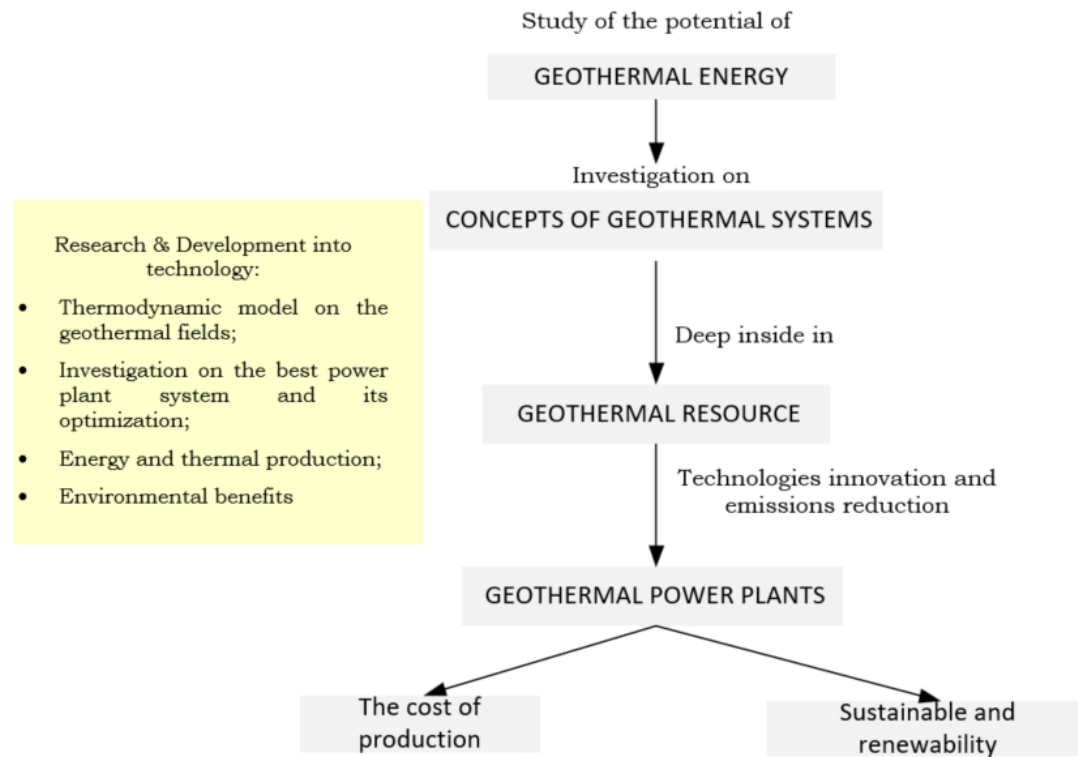 Study of the potential of
GEOTHERMAL ENERGY
Investigation on
CONCEPTS OF GEOTHERMAL SYSTEMS
Research & Development into
technology:
• Thermodynamic model on the
geothermal fields;
• Investigation on the best power
plant system and its
optimization;
• Energy and thermal production;
• Environmental benefits
Deep inside in
GEOTHERMAL RESOURCE
Technologies innovation and
emissions reduction
GEOTHERMAL POWER PLANTS
The cost of
production
Sustainable and
renewability